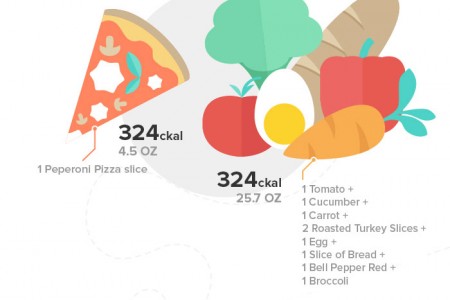 324ckal
4.5 OZ
1 Peperoni Pizza slice
324ckal
25.7 OZ
1 Tomato +
1 Cucumber +
1 Carrot +
2 Roasted Turkey Slices +
1 Egg +
1 Slice of Bread +
1 Bell Pepper Red +
1 Broccoli